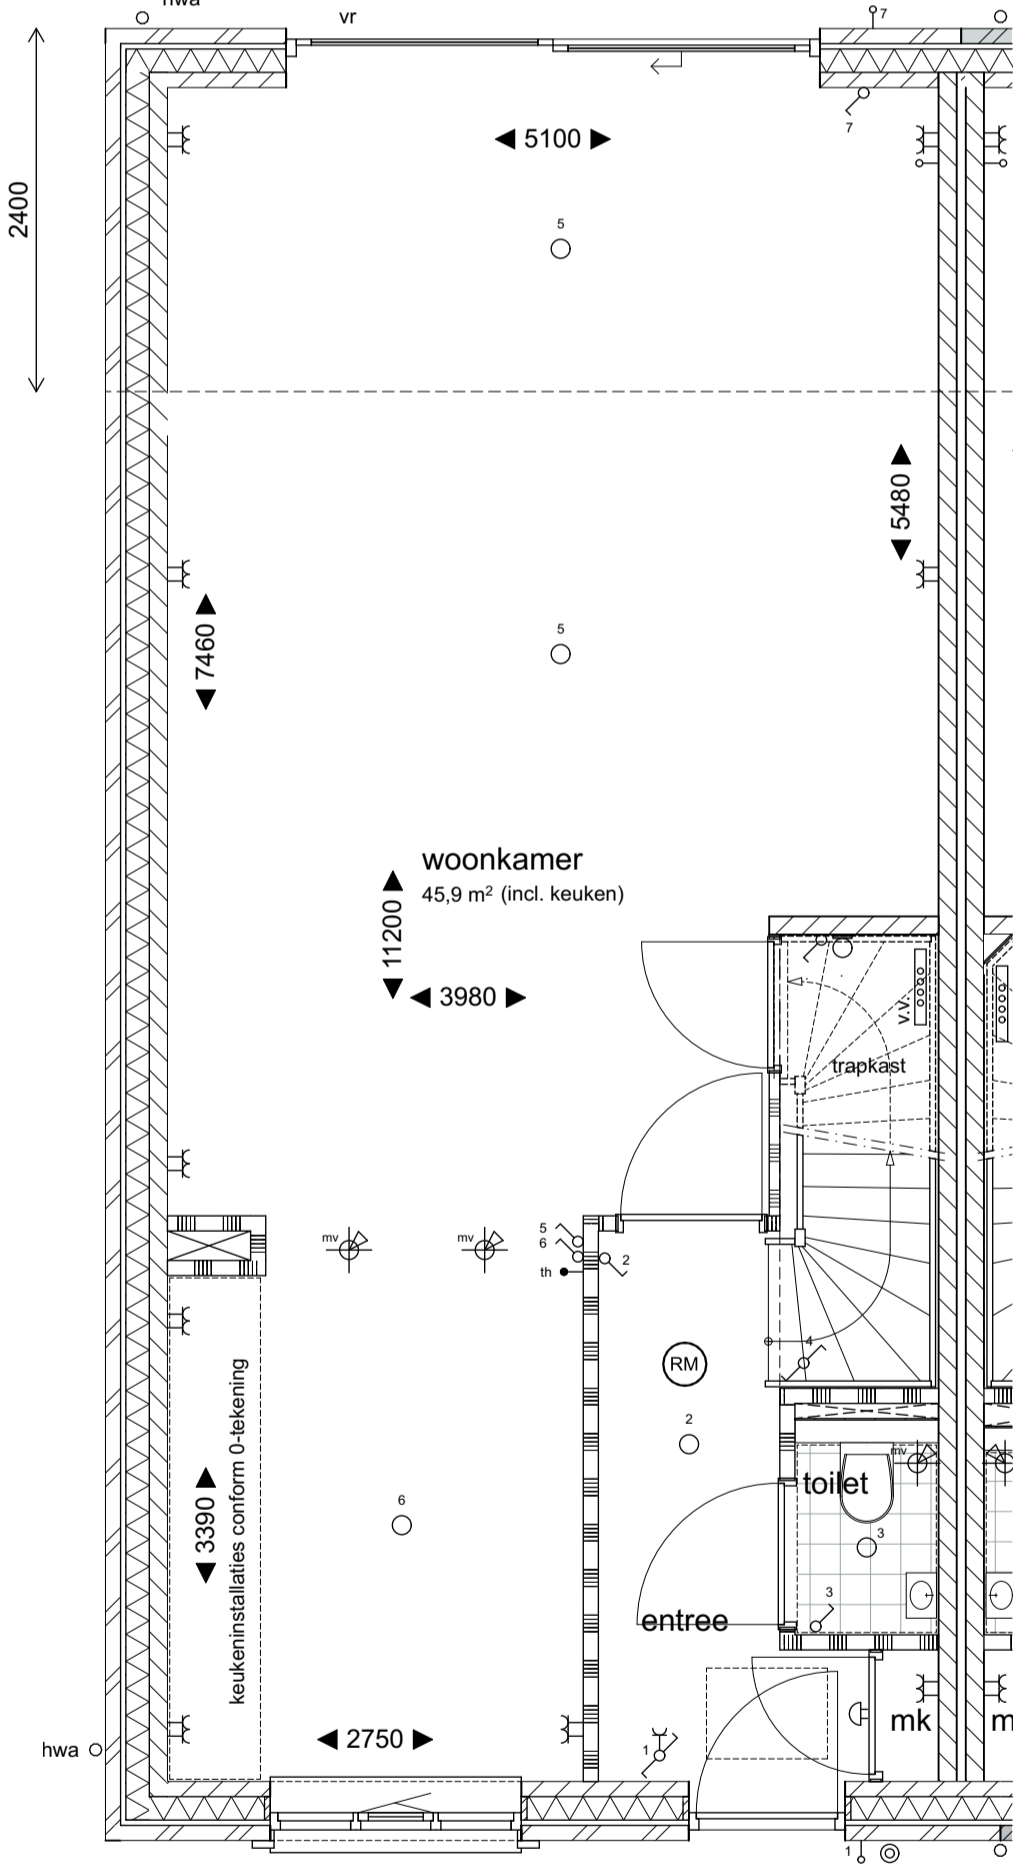 hwa
vr
7
7
5100
2400
5
5480
7460
5
woonkamer
45,9 m² (incl. keuken)
11200
3980
v.v.
trapkast
mv
mv
5
6
th
2
4
RM
2
mv
toilet
3
3
3390
keukeninstallaties conform 0-tekening
6
entree
mk
m
1
2750
hwa
1